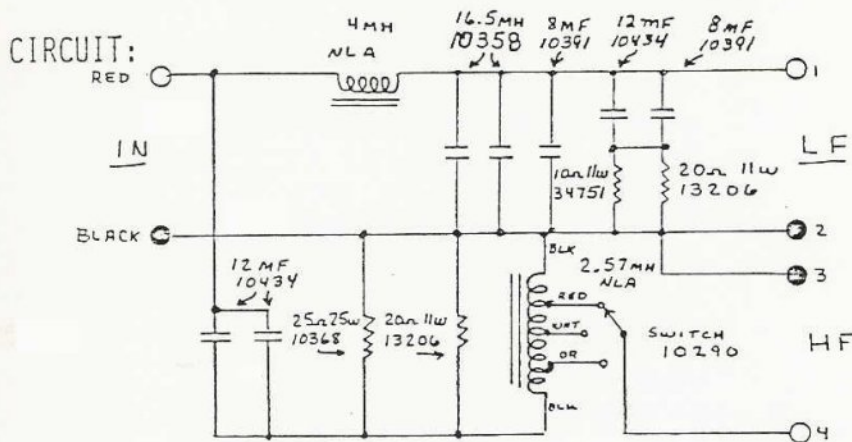 CIRCUIT:
4MH
NLA
16.5MH
10358
8MF
10391
12MF
10434
8MF
10391
RED
1
IN
LF
10Ω 11W
34751
20Ω 11W
13206
BLACK
2
BLK
2.57MH
NLA
3
12MF
10434
RED
25Ω 25W
10368
20Ω 11W
13206
WHT
SWITCH
10290
HF
OR
BLK
4